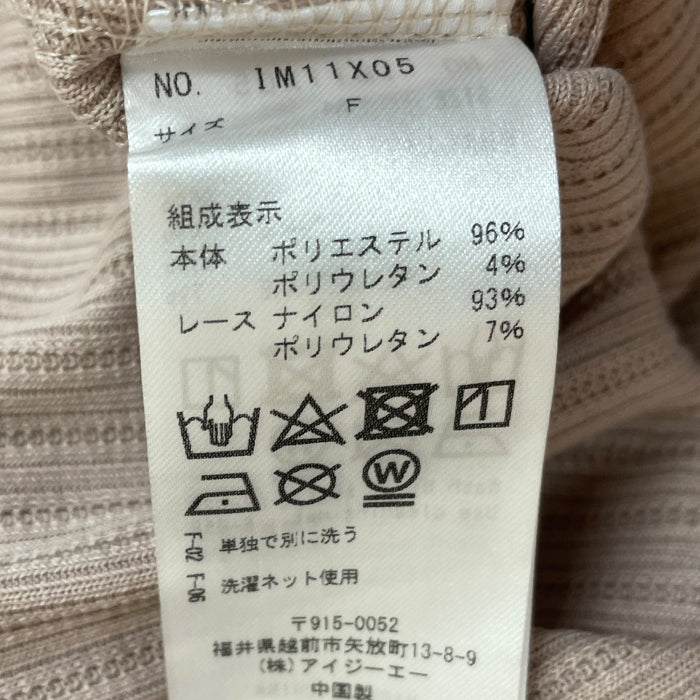 NO. IM11X05
サイズ F
組成表示
本体 ポリエステル 96%
ポリウレタン 4%
レース ナイロン 93%
ポリウレタン 7%
W
F-02 単独で別に洗う
F-06 洗濯ネット使用
〒915-0052
福井県越前市矢放町13-8-9
(株)アイジーエー
中国製